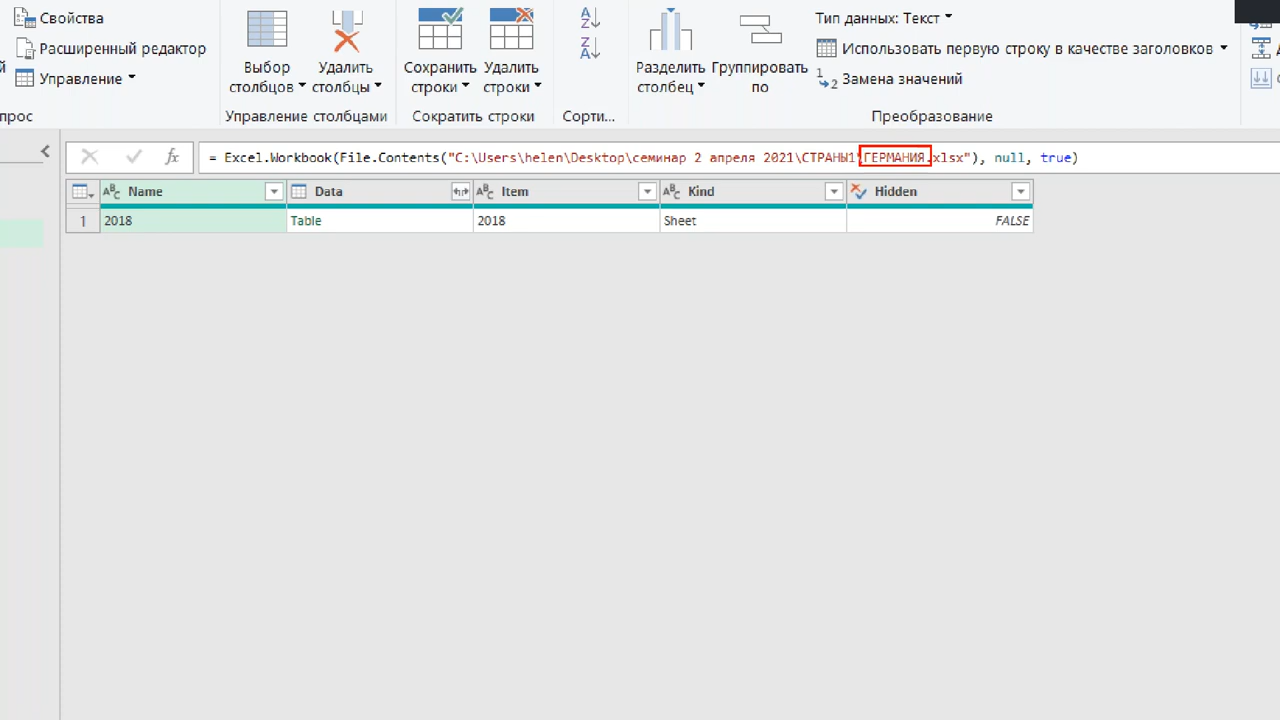 Свойства
Расширенный редактор
й
Управление
прос
Выбор столбцов
Удалить столбцы
Управление столбцами
Сохранить строки
Удалить строки
Сократить строки
Сорти...
Разделить столбец
Группировать по
Тип данных: Текст
Использовать первую строку в качестве заголовков
Замена значений
Преобразование
= Excel.Workbook(File.Contents("C:\Users\helen\Desktop\семинар 2 апреля 2021\СТРАНЫ1\ГЕРМАНИЯ.xlsx"), null, true)
Name Data Item Kind Hidden
1 2018 Table 2018 Sheet FALSE